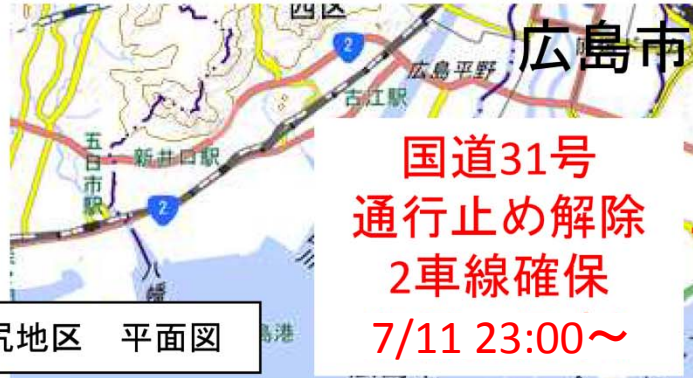 西区
2
広島市
広島平野
古江駅
五日市駅
新井口駅
2
国道31号
通行止め解除
2車線確保
7/11 23:00～
八幡
尻地区 平面図
島港